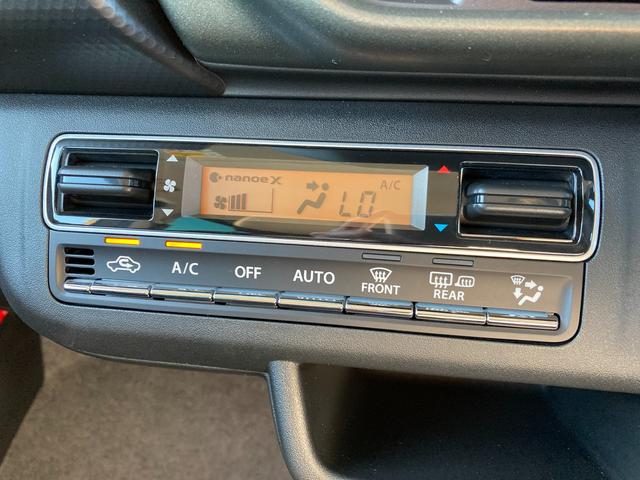 nanoeX
A/C
LO
A/C
OFF
AUTO
FRONT
REAR